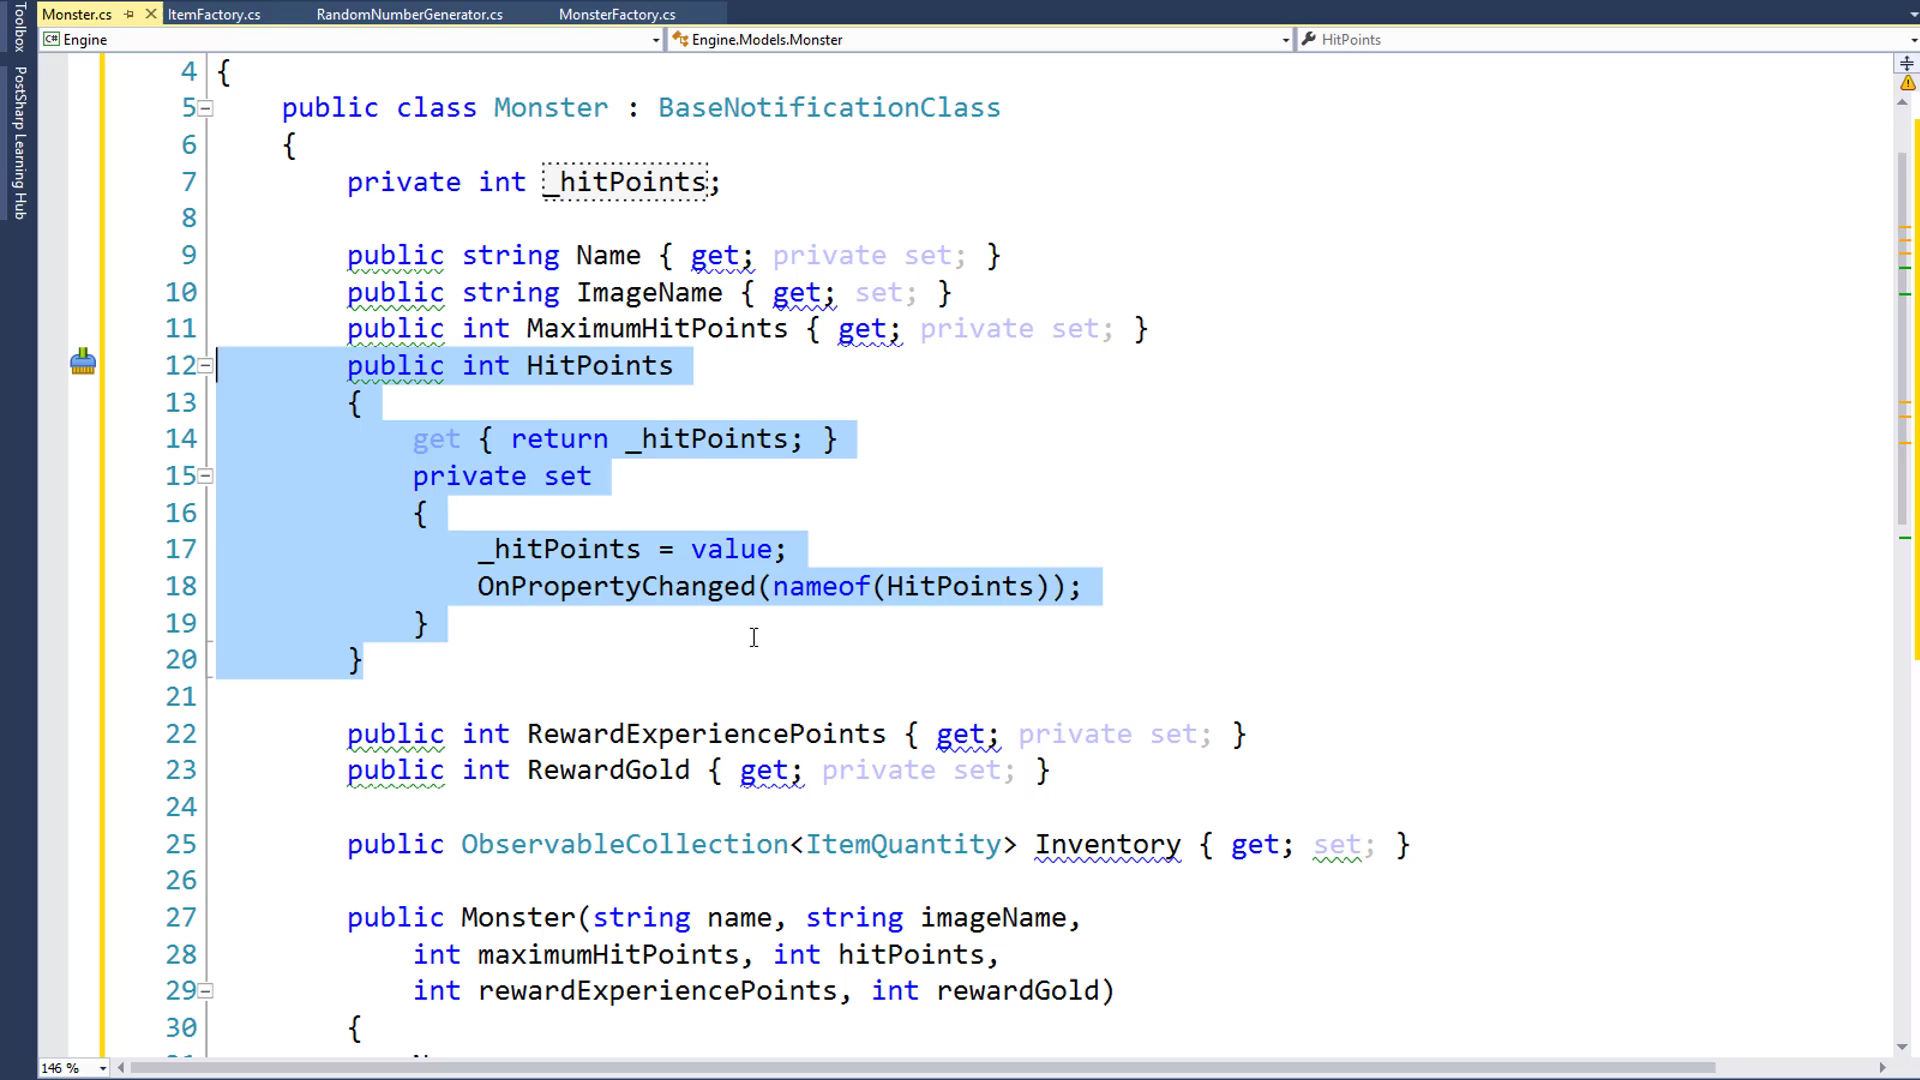 Monster.cs ItemFactory.cs RandomNumberGenerator.cs MonsterFactory.cs
Toolbox
PostSharp Learning Hub
C# Engine Engine.Models.Monster HitPoints
4 {
5 public class Monster : BaseNotificationClass
6 {
7 private int _hitPoints;
8
9 public string Name { get; private set; }
10 public string ImageName { get; set; }
11 public int MaximumHitPoints { get; private set; }
12 public int HitPoints
13 {
14 get { return _hitPoints; }
15 private set
16 {
17 _hitPoints = value;
18 OnPropertyChanged(nameof(HitPoints));
19 }
20 }
21
22 public int RewardExperiencePoints { get; private set; }
23 public int RewardGold { get; private set; }
24
25 public ObservableCollection<ItemQuantity> Inventory { get; set; }
26
27 public Monster(string name, string imageName,
28 int maximumHitPoints, int hitPoints,
29 int rewardExperiencePoints, int rewardGold)
30 {
146 %